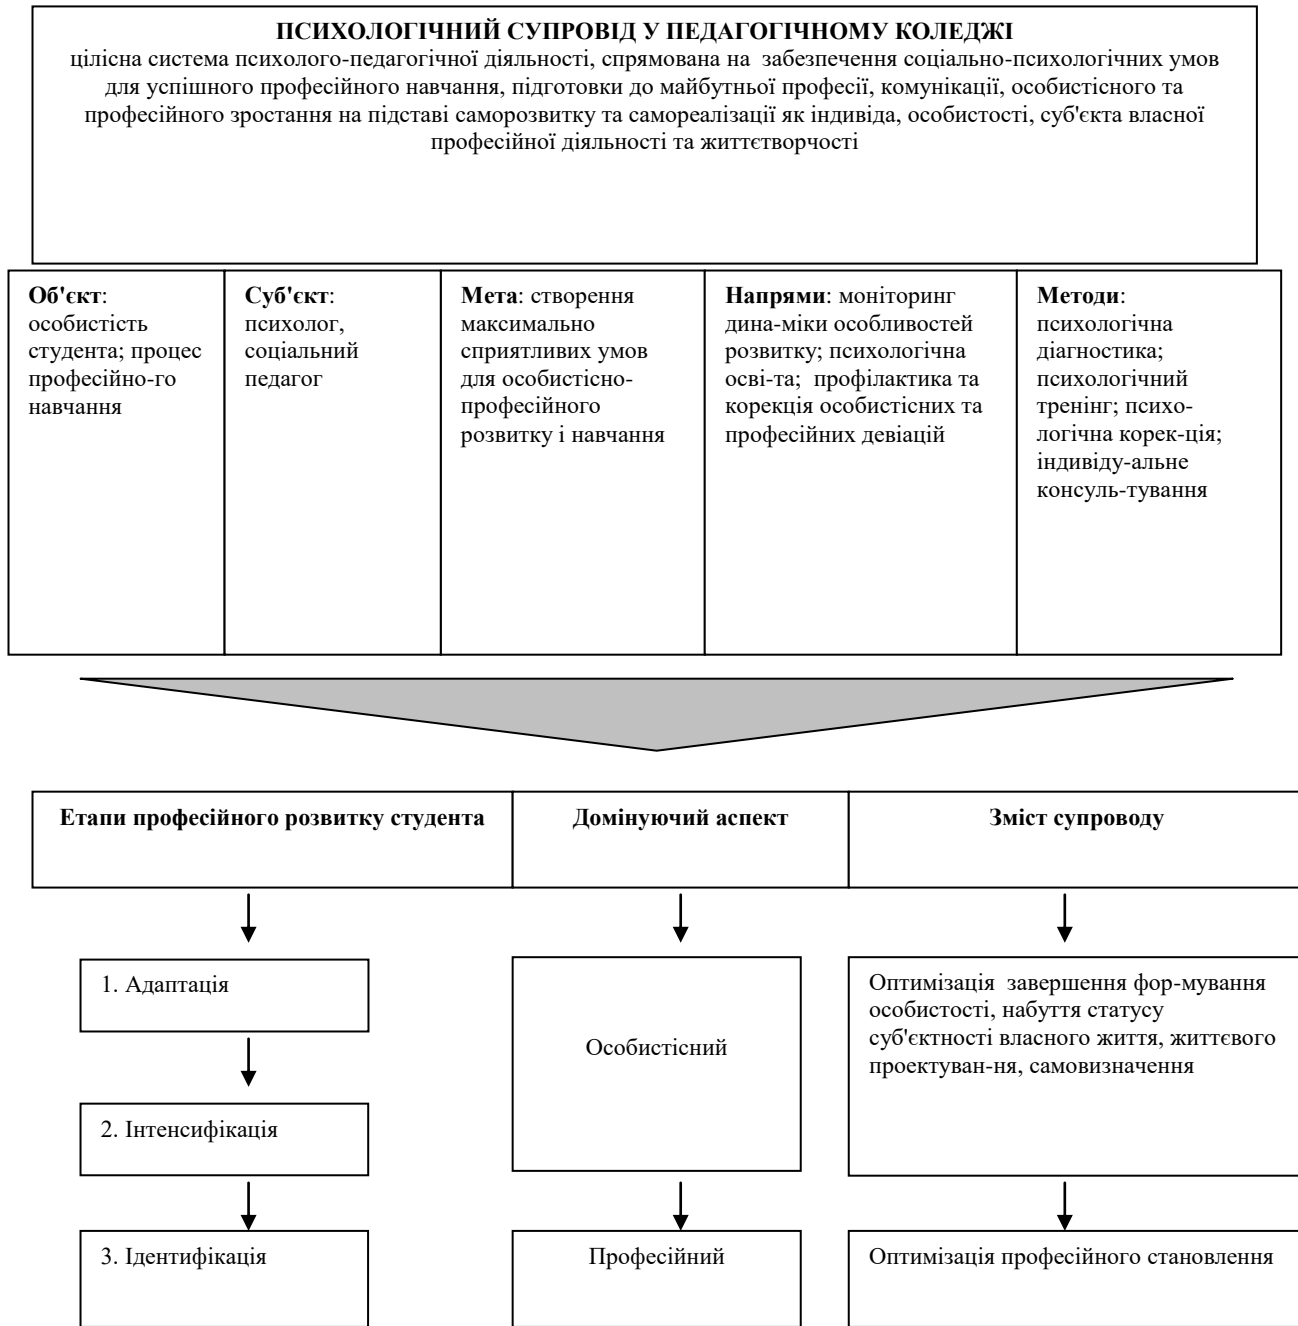 ПСИХОЛОГІЧНИЙ СУПРОВІД У ПЕДАГОГІЧНОМУ КОЛЕДЖІ
цілісна система психолого-педагогічної діяльності, спрямована на забезпечення соціально-психологічних умов
для успішного професійного навчання, підготовки до майбутньої професії, комунікації, особистісного та
професійного зростання на підставі саморозвитку та самореалізації як індивіда, особистості, суб'єкта власної
професійної діяльності та життєтворчості
Об'єкт:
особистість
студента; процес
професійно-го
навчання
Суб'єкт:
психолог,
соціальний
педагог
Мета: створення
максимально
сприятливих умов
для особистісно-
професійного
розвитку і навчання
Напрями: моніторинг
дина-міки особливостей
розвитку; психологічна
осві-та; профілактика та
корекція особистісних та
професійних девіацій
Методи:
психологічна
діагностика;
психологічний
тренінг; психо-
логічна корек-ція;
індивіду-альне
консуль-тування
Етапи професійного розвитку студента
Домінуючий аспект
Зміст супроводу
1. Адаптація
2. Інтенсифікація
Особистісний
Оптимізація завершення фор-мування
особистості, набуття статусу
суб'єктності власного життя, життєвого
проектуван-ня, самовизначення
3. Ідентифікація
Професійний
Оптимізація професійного становлення